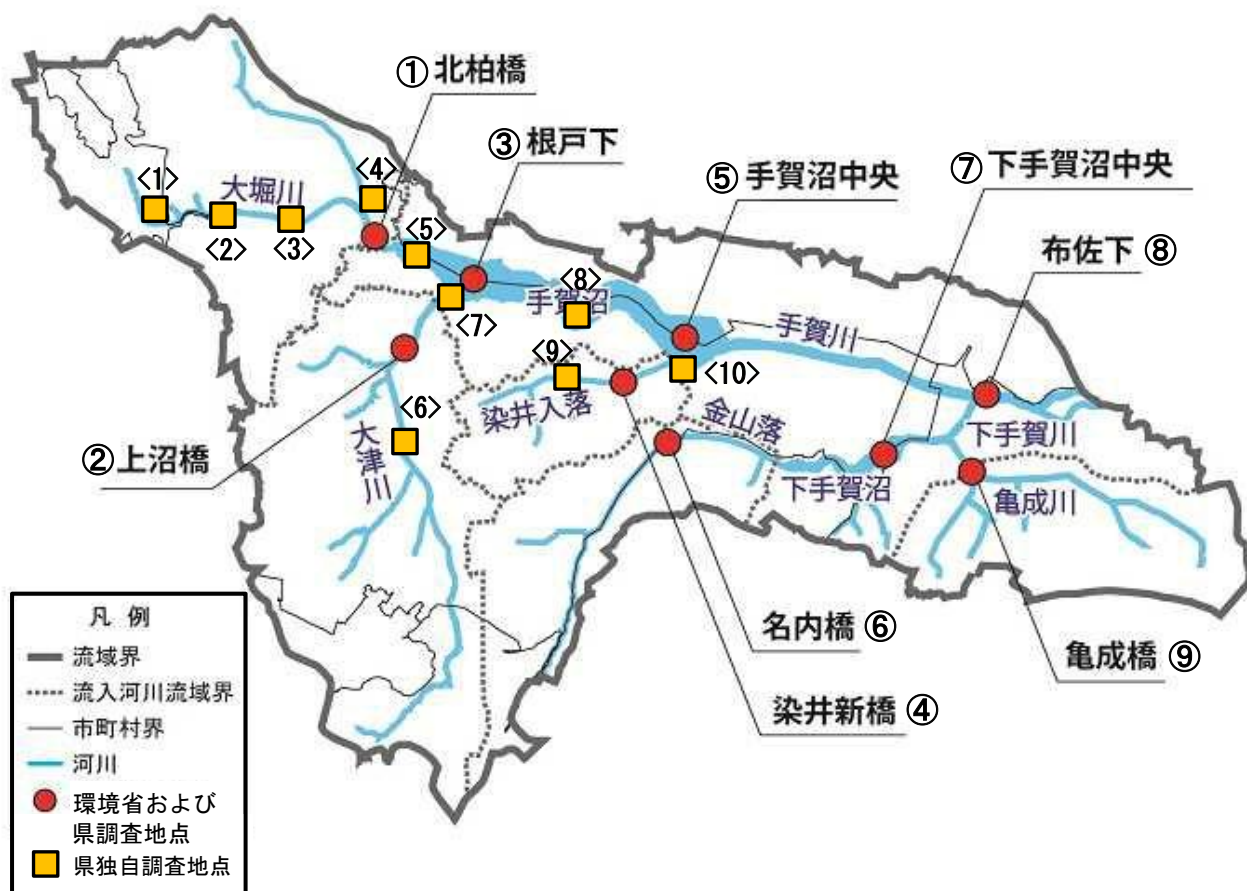 ①北柏橋
③根戸下
⑤手賀沼中央
⑦下手賀沼中央
布佐下⑧
<1>
大堀川
<4>
<2>
<3>
<5>
<7>
手賀沼
<8>
手賀川
<9>
<10>
染井入落
金山落
下手賀川
<6>
大津川
②上沼橋
下手賀沼
亀成川
名内橋⑥
亀成橋⑨
染井新橋④
凡例
流域界
流入河川流域界
市町村界
河川
環境省および
県調査地点
県独自調査地点